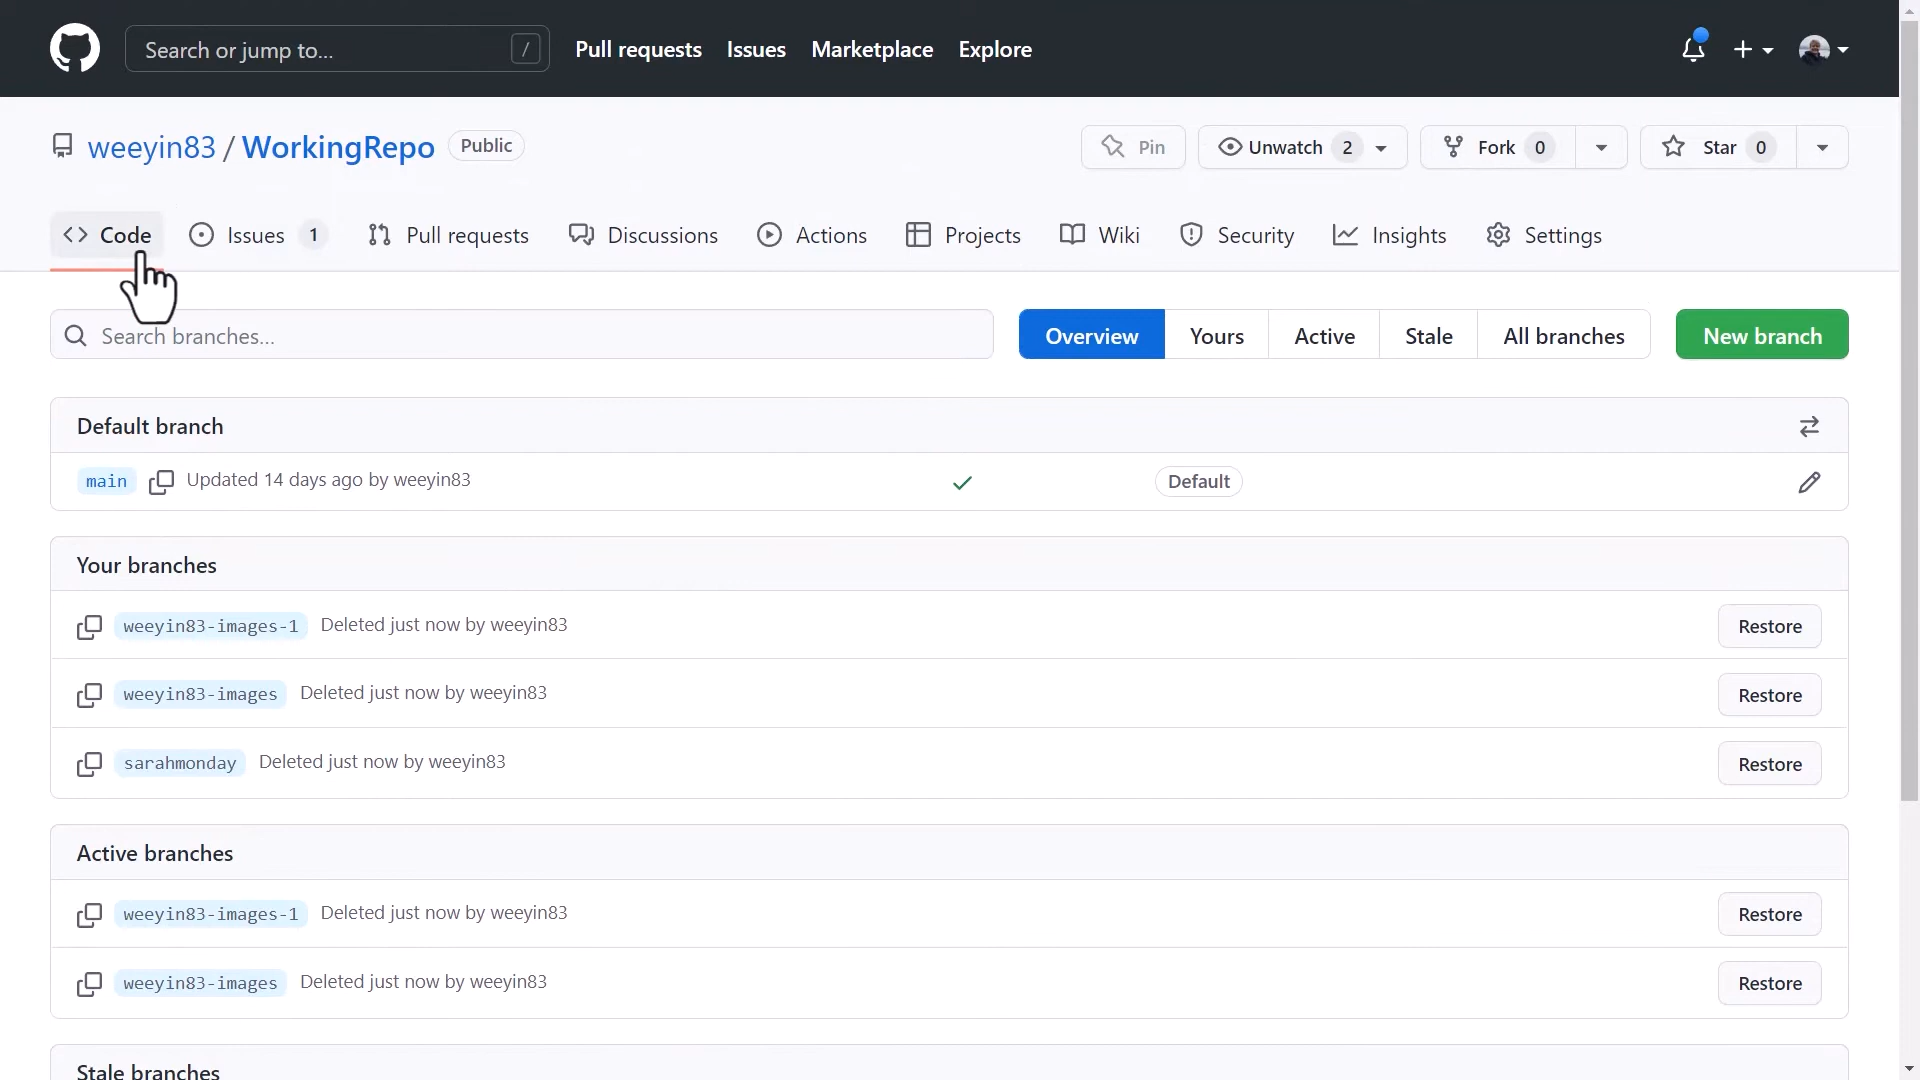 Search or jump to... /
Pull requests Issues Marketplace Explore
weeyin83 / WorkingRepo Public
Pin Unwatch 2 Fork 0 Star 0
Code Issues 1 Pull requests Discussions Actions Projects Wiki Security Insights Settings
Search branches...
Overview Yours Active Stale All branches New branch
Default branch
main Updated 14 days ago by weeyin83 Default
Your branches
weeyin83-images-1 Deleted just now by weeyin83 Restore
weeyin83-images Deleted just now by weeyin83 Restore
sarahmonday Deleted just now by weeyin83 Restore
Active branches
weeyin83-images-1 Deleted just now by weeyin83 Restore
weeyin83-images Deleted just now by weeyin83 Restore
Stale branches